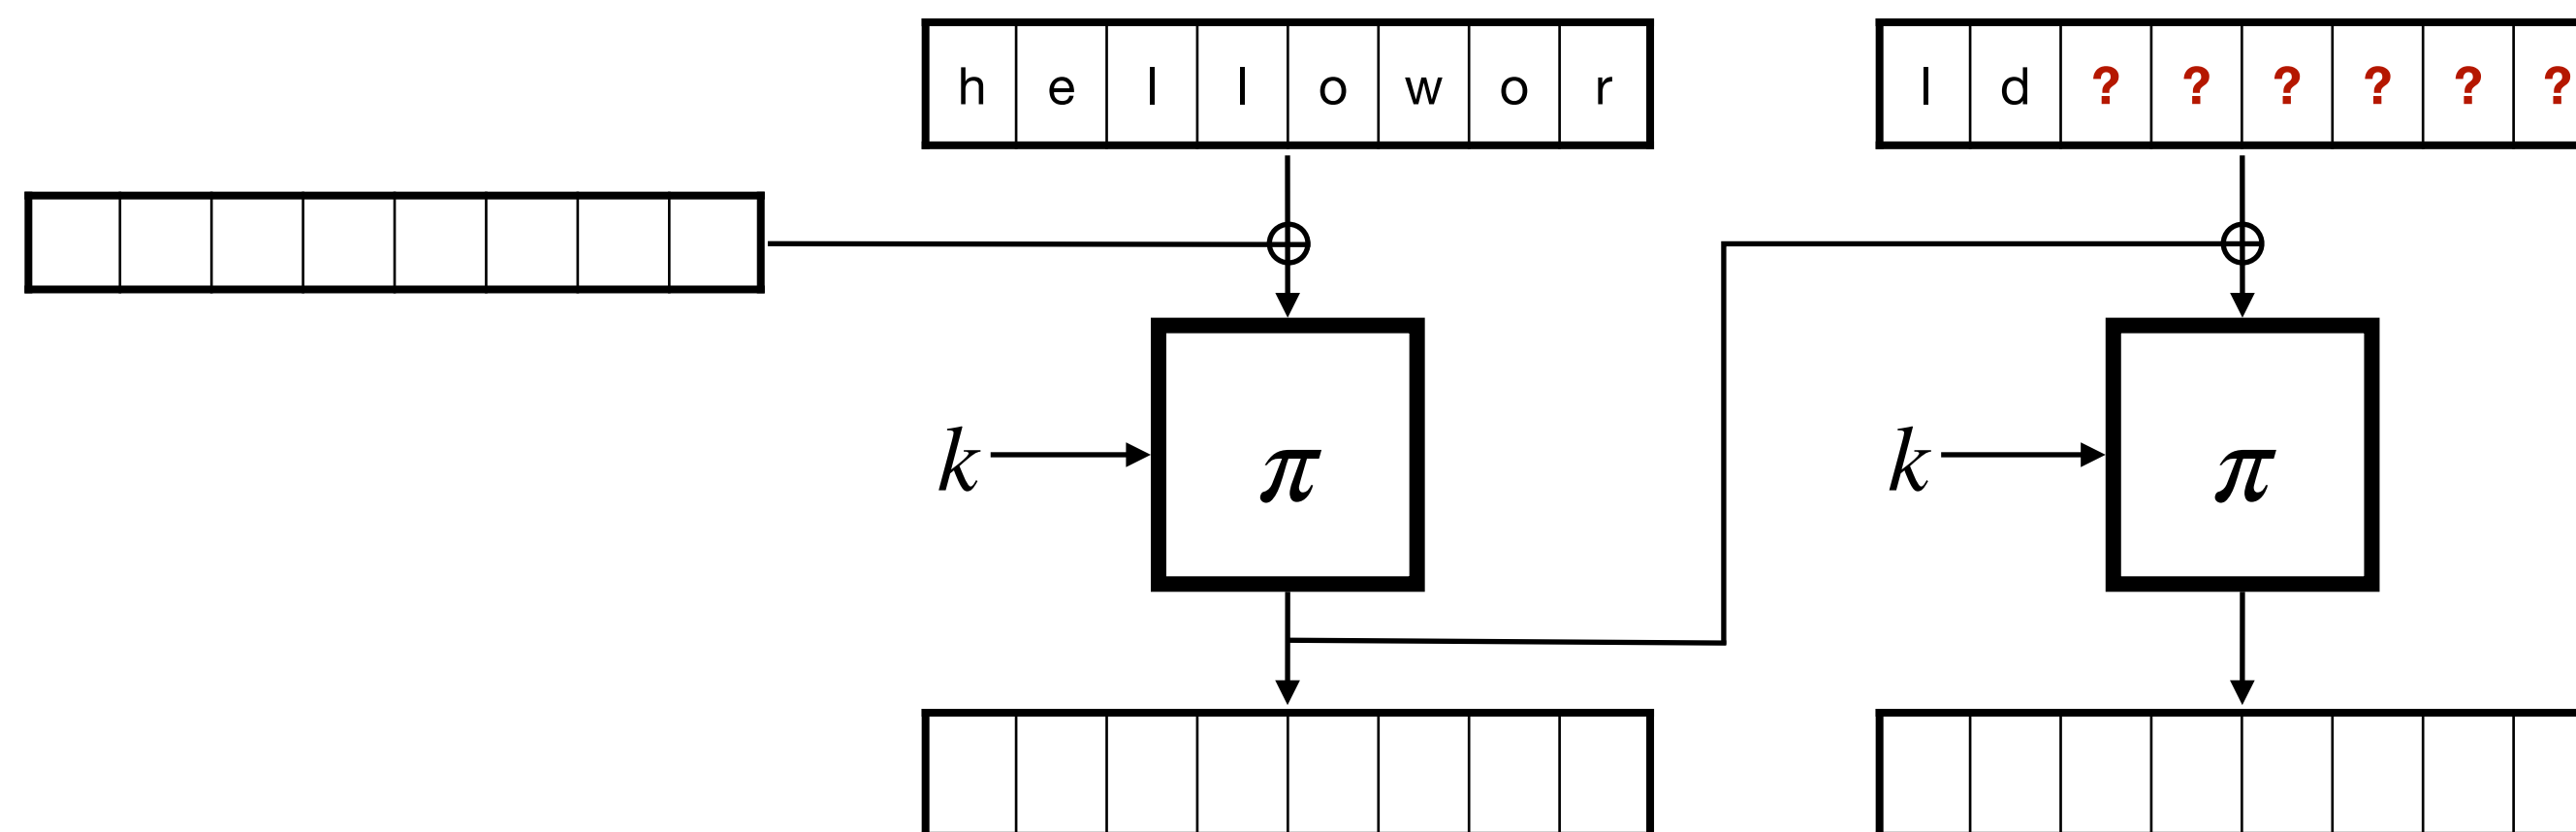 h e l l o w o r
l d ? ? ? ? ? ?
k π
k π